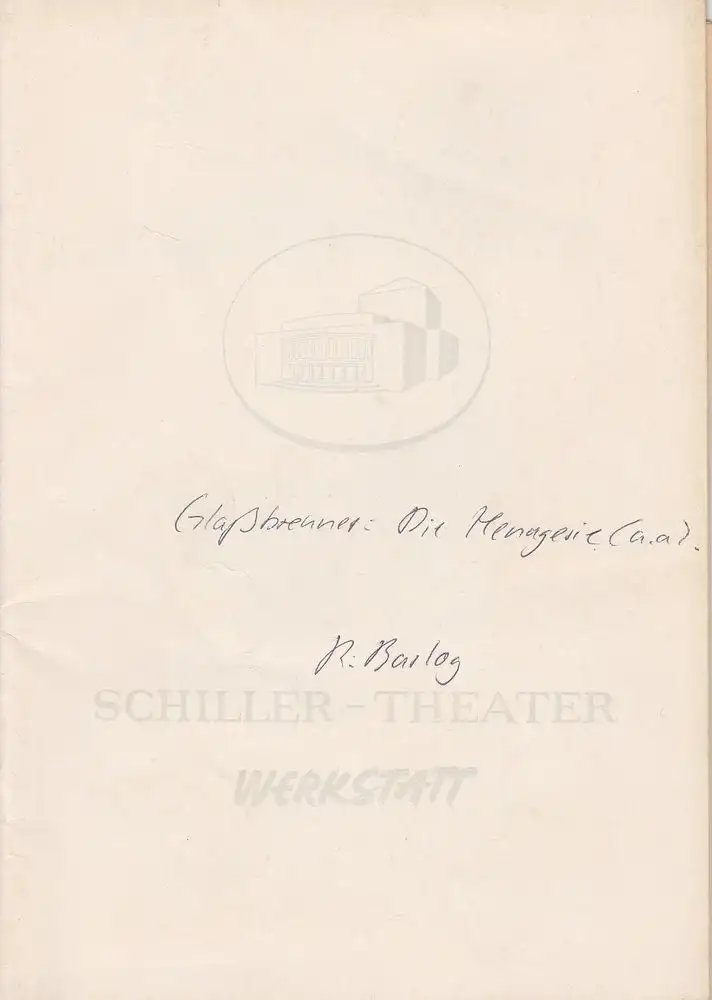 Glaßbrenner: Die Menagerie (u.a).
R: Barlog
SCHILLER-THEATER
WERKSTATT